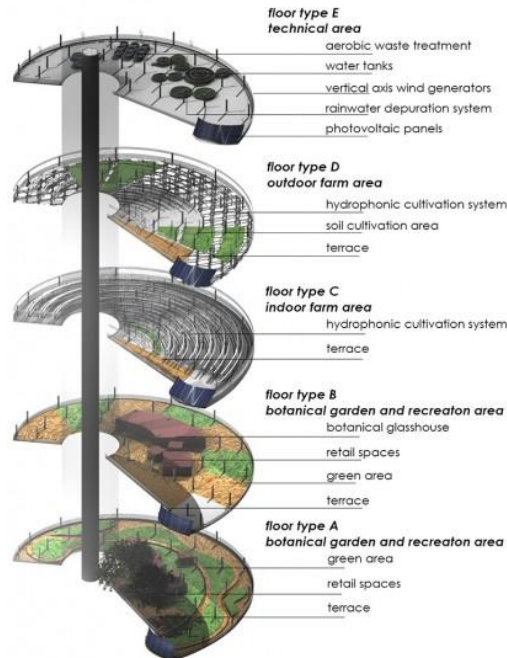 floor type E
technical area
aerobic waste treatment
water tanks
vertical axis wind generators
rainwater depuration system
photovoltaic panels
floor type D
outdoor farm area
hydrophonic cultivation system
soil cultivation area
terrace
floor type C
indoor farm area
hydrophonic cultivation system
terrace
floor type B
botanical garden and recreaton area
botanical glasshouse
retail spaces
green area
terrace
floor type A
botanical garden and recreaton area
green area
retail spaces
terrace